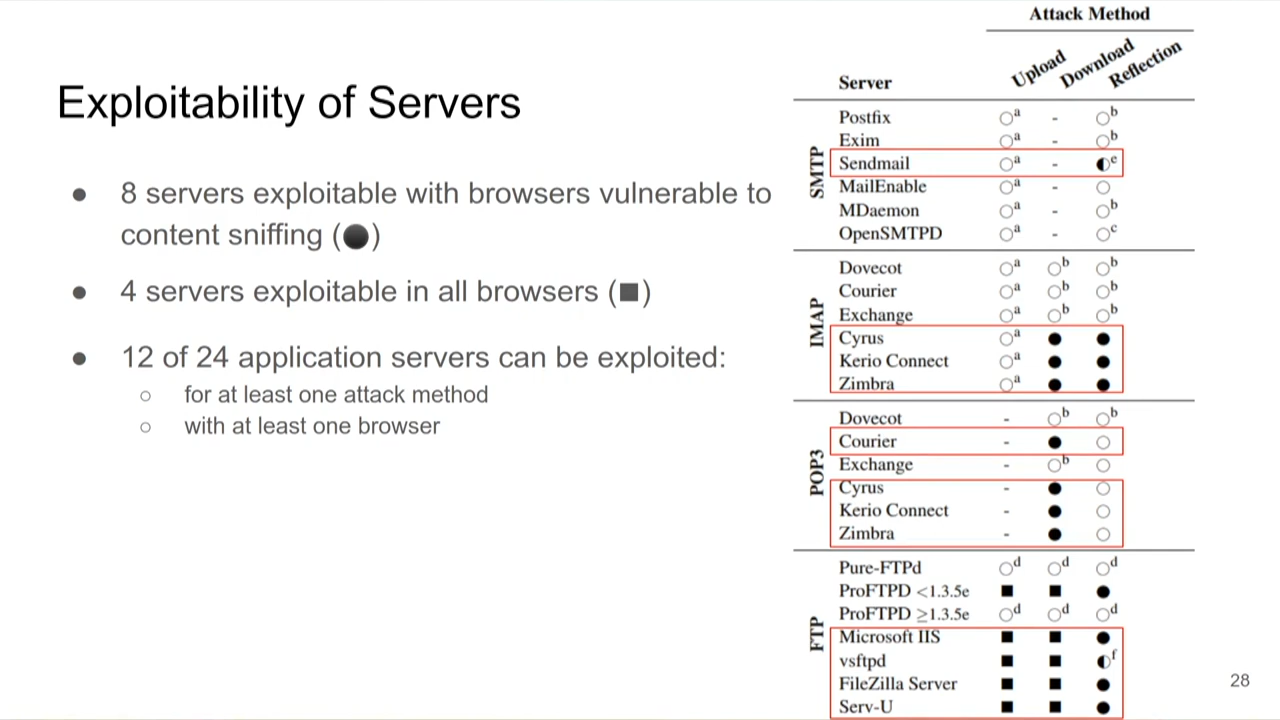 Exploitability of Servers
● 8 servers exploitable with browsers vulnerable to
content sniffing (●)
● 4 servers exploitable in all browsers (■)
● 12 of 24 application servers can be exploited:
○ for at least one attack method
○ with at least one browser
Attack Method
Server Upload Download Reflection
SMTP
Postfix ○a - ○b
Exim ○a - ○b
Sendmail ○a - ◐e
MailEnable ○a - ○
MDaemon ○a - ○b
OpenSMTPD ○a - ○c
IMAP
Dovecot ○a ○b ○b
Courier ○a ○b ○b
Exchange ○a ○b ○b
Cyrus ○a ● ●
Kerio Connect ○a ● ●
Zimbra ○a ● ●
POP3
Dovecot - ○b ○b
Courier - ● ○
Exchange - ○b ○
Cyrus - ● ○
Kerio Connect - ● ○
Zimbra - ● ○
FTP
Pure-FTPd ○d ○d ○d
ProFTPD <1.3.5e ■ ■ ●
ProFTPD ≥1.3.5e ○d ○d ○d
Microsoft IIS ■ ■ ●
vsftpd ■ ■ ◐f
FileZilla Server ■ ■ ●
Serv-U ■ ■ ●
28